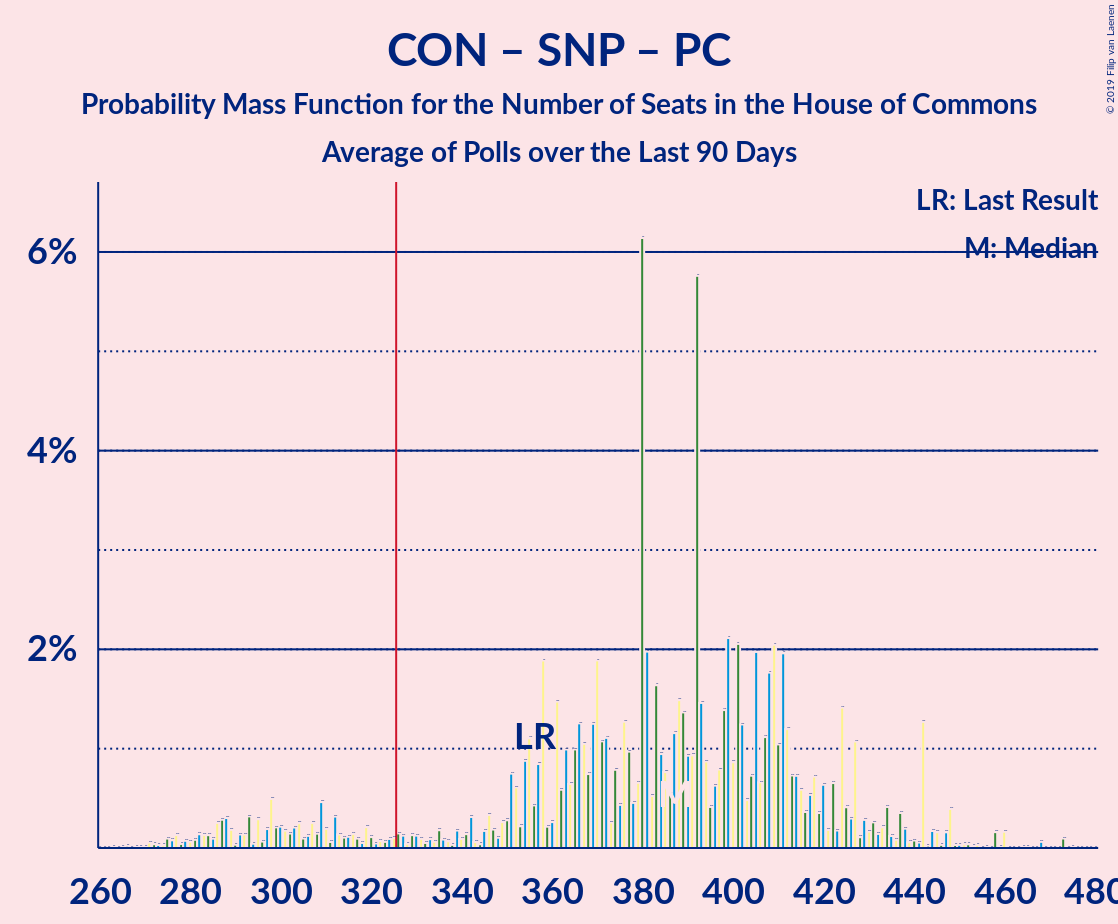 CON – SNP – PC
Probability Mass Function for the Number of Seats in the House of Commons
Average of Polls over the Last 90 Days
© 2019 Filip van Laenen
LR: Last Result
M: Median
6%
4%
2%
LR
260 280 300 320 340 360 380 400 420 440 460 480